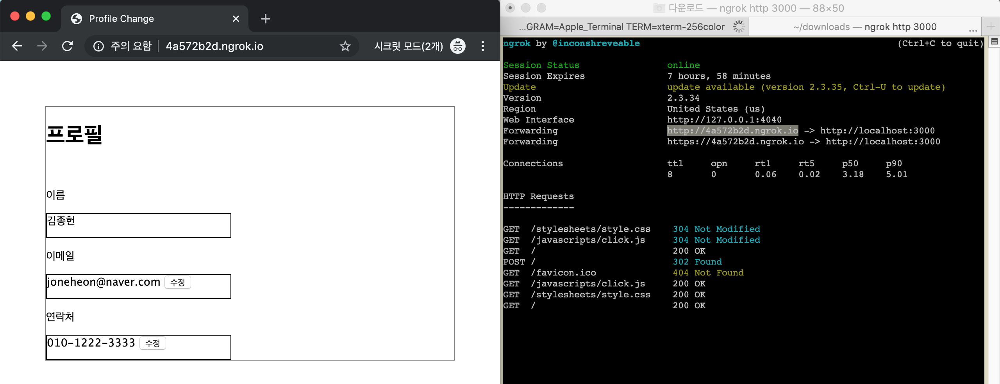 Profile Change
주의 요함 4a572b2d.ngrok.io 시크릿 모드(2개)
프로필
이름
김종헌
이메일
joneheon@naver.com 수정
연락처
010-1222-3333 수정
다운로드 — ngrok http 3000 — 88×50
...GRAM=Apple_Terminal TERM=xterm-256color ~/downloads — ngrok http 3000 ...
ngrok by @inconshreveable (Ctrl+C to quit)
Session Status online
Session Expires 7 hours, 58 minutes
Update update available (version 2.3.35, Ctrl-U to update)
Version 2.3.34
Region United States (us)
Web Interface http://127.0.0.1:4040
Forwarding http://4a572b2d.ngrok.io -> http://localhost:3000
Forwarding https://4a572b2d.ngrok.io -> http://localhost:3000
Connections ttl opn rt1 rt5 p50 p90
8 0 0.06 0.02 3.18 5.01
HTTP Requests
-------------
GET /stylesheets/style.css 304 Not Modified
GET /javascripts/click.js 304 Not Modified
GET / 200 OK
POST / 302 Found
GET /favicon.ico 404 Not Found
GET /javascripts/click.js 200 OK
GET /stylesheets/style.css 200 OK
GET / 200 OK